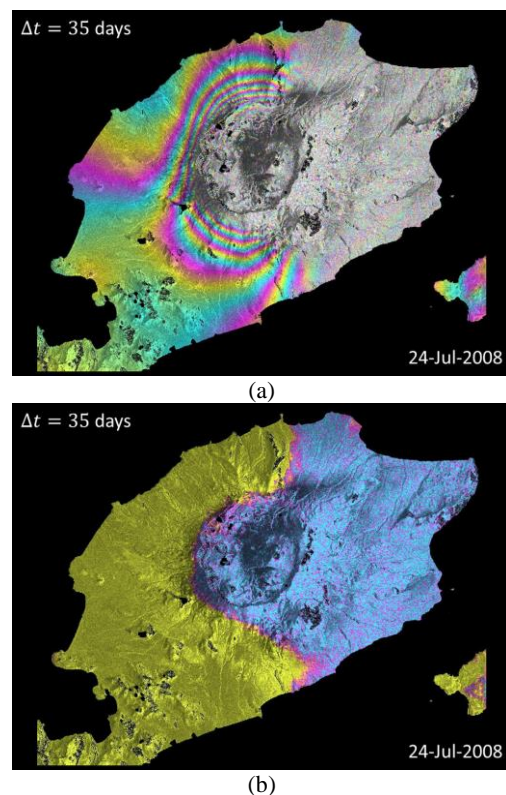 Δt = 35 days
24-Jul-2008
(a)
Δt = 35 days
24-Jul-2008
(b)